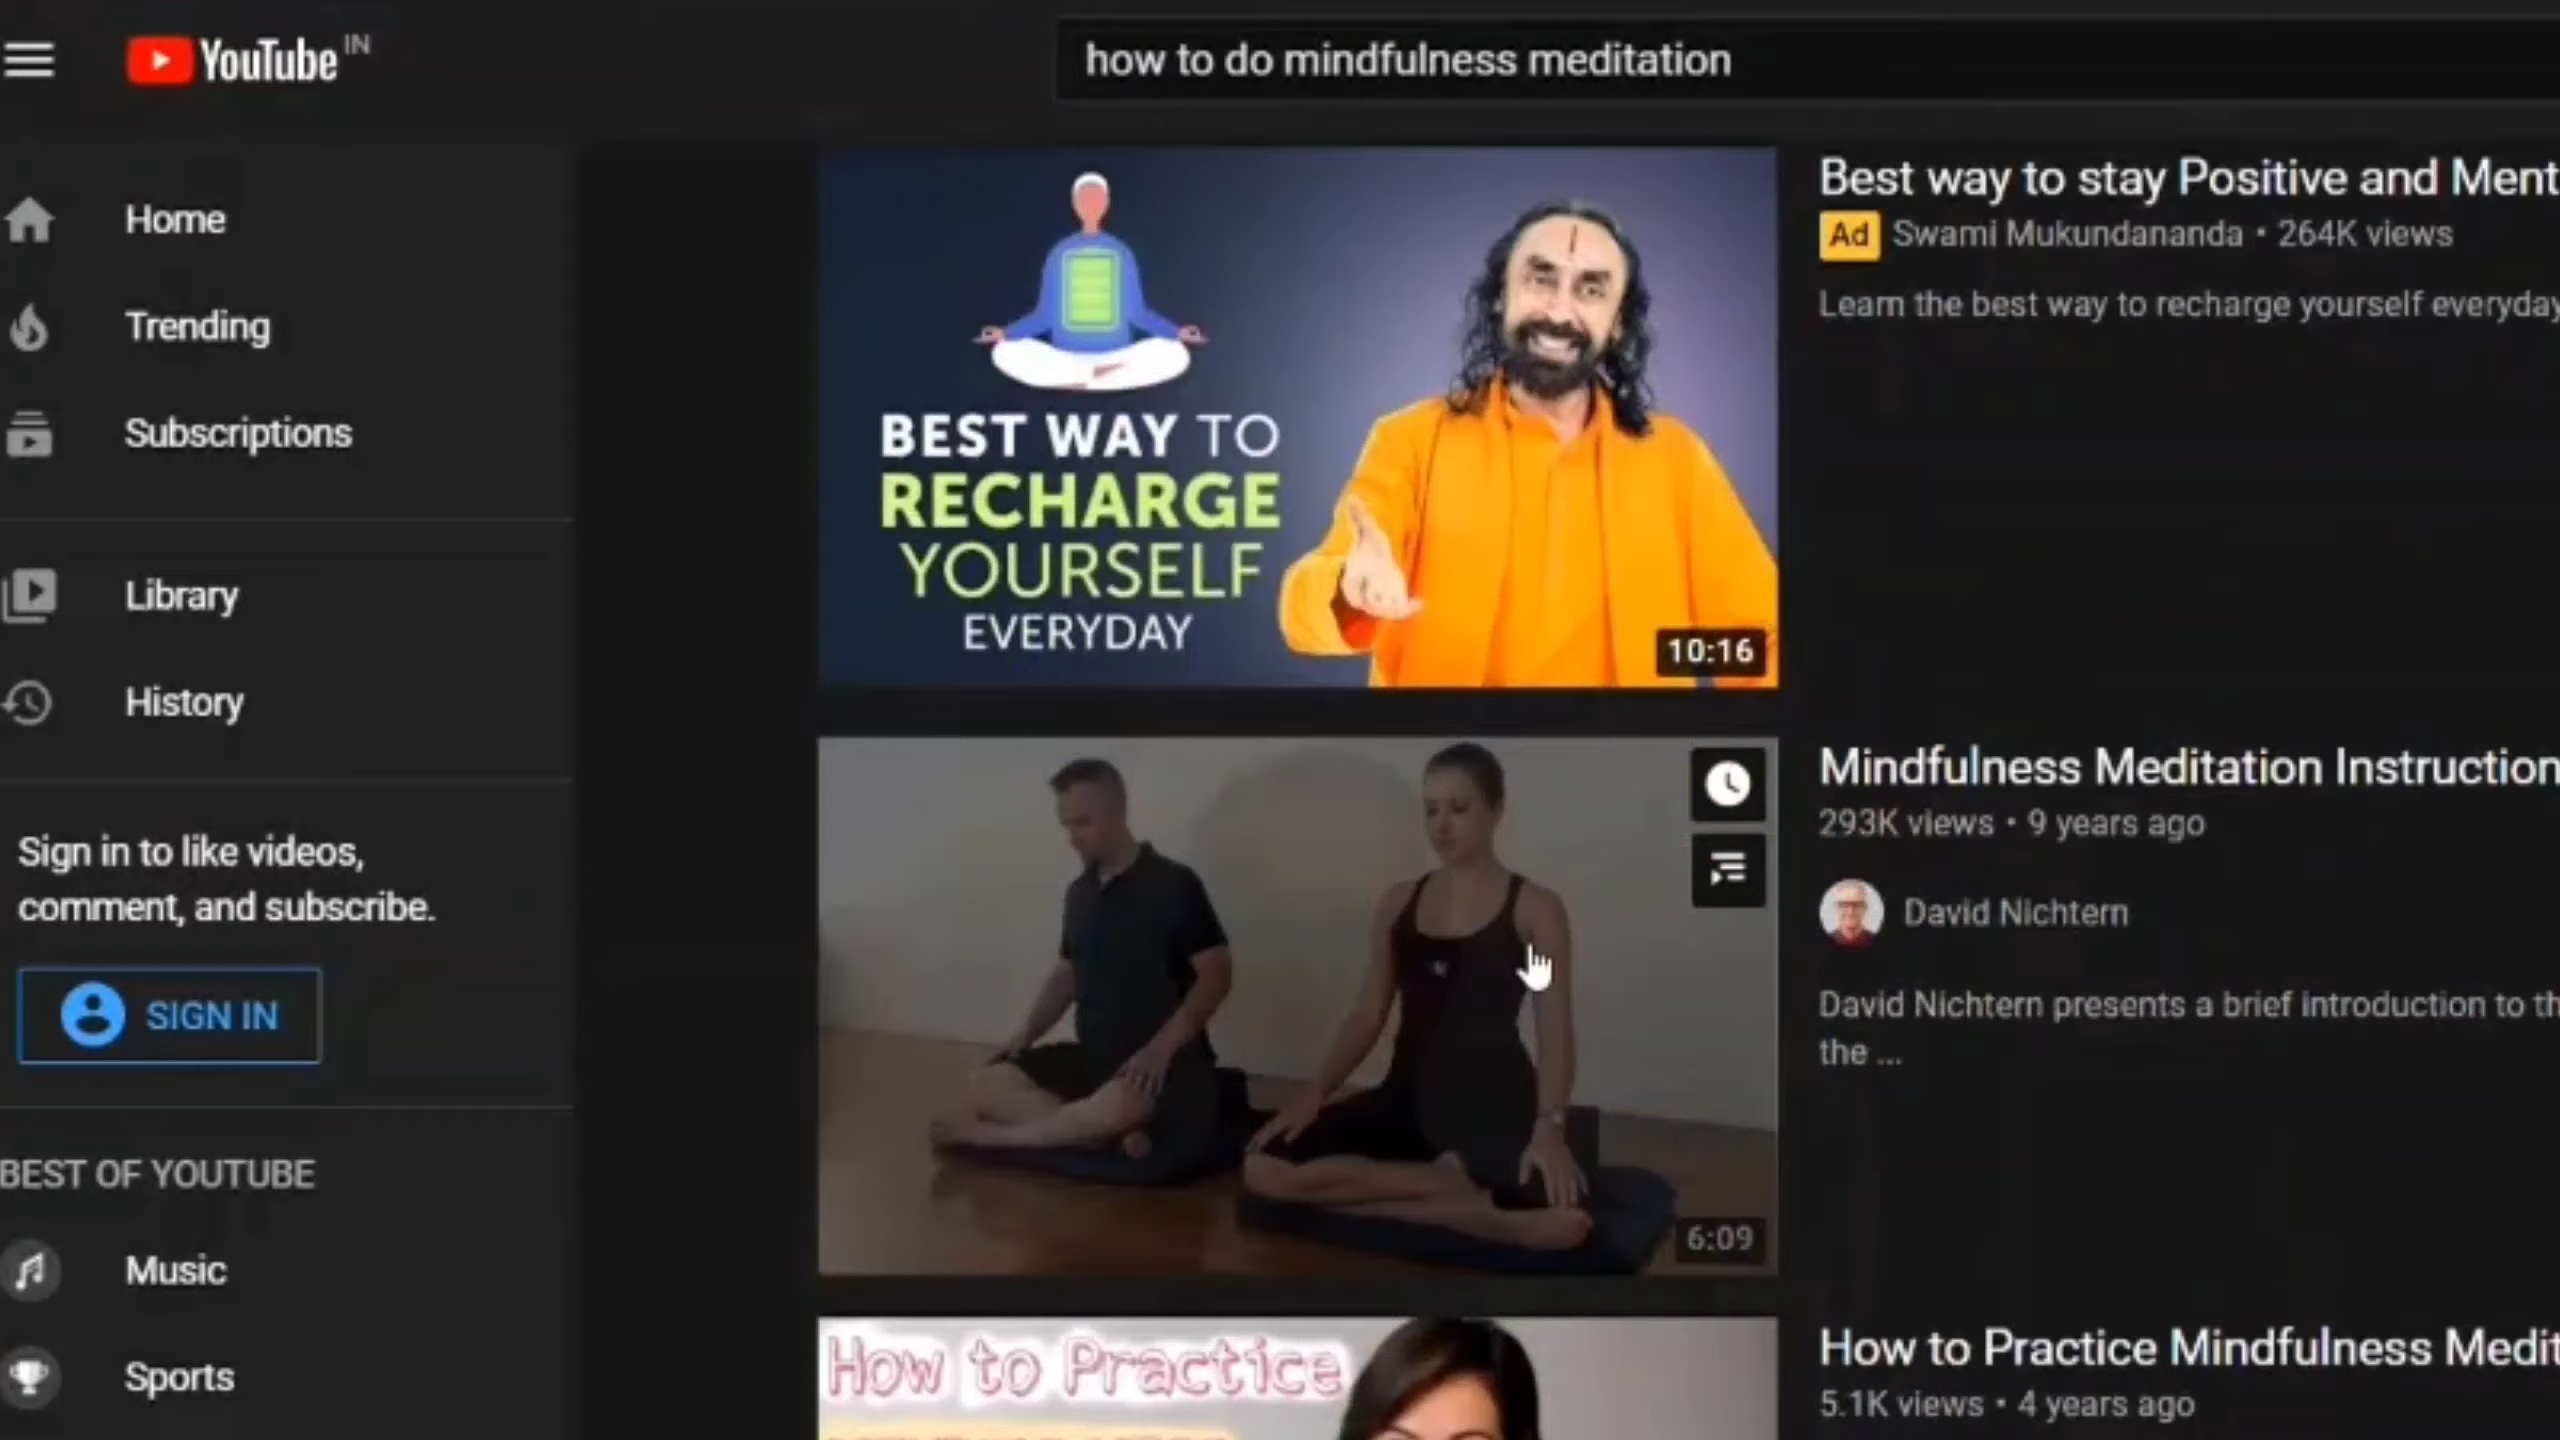 YouTube IN
how to do mindfulness meditation
Home
Trending
Subscriptions
Library
History
Sign in to like videos,
comment, and subscribe.
SIGN IN
BEST OF YOUTUBE
Music
Sports
BEST WAY TO
RECHARGE
YOURSELF
EVERYDAY
10:16
Best way to stay Positive and Ment
Ad Swami Mukundananda • 264K views
Learn the best way to recharge yourself everyday
6:09
Mindfulness Meditation Instruction
293K views • 9 years ago
David Nichtern
David Nichtern presents a brief introduction to th
the ...
How to Practice
How to Practice Mindfulness Medit
5.1K views • 4 years ago